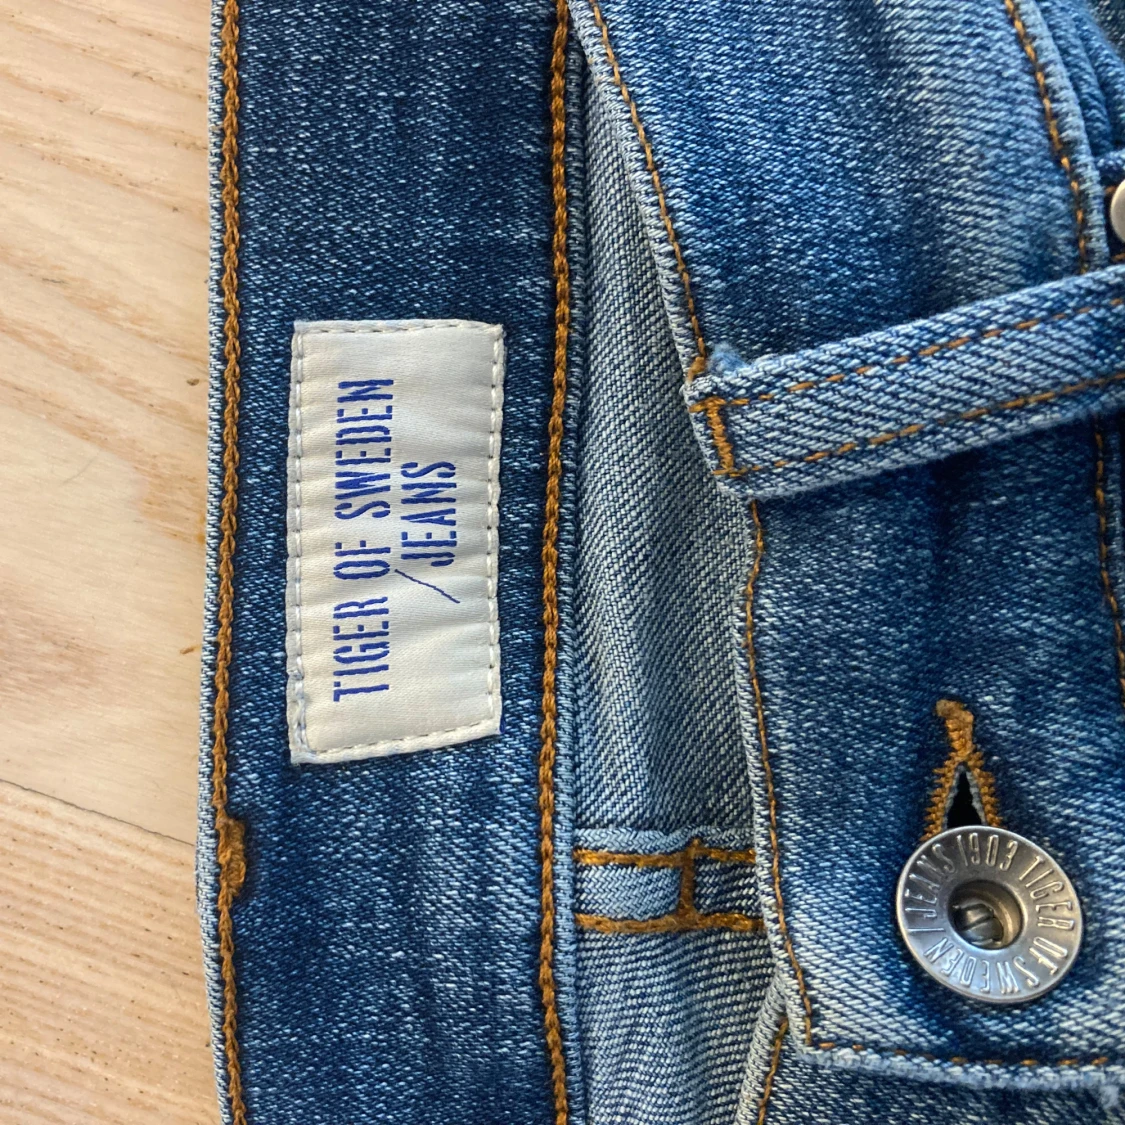 TIGER OF SWEDEN
/JEANS
/JEANS 1903 TIGER OF SWEDEN